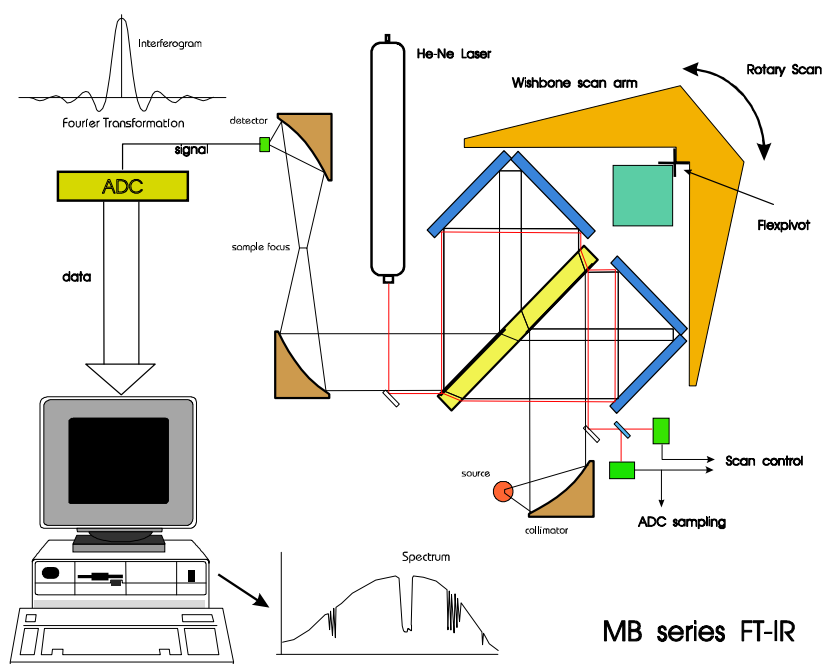 Interferogram
He-Ne Laser
Rotary Scan
Wishbone scan arm
Fourier Transformation
detector
signal
ADC
Flexpivot
sample focus
data
source
Scan control
collimator
ADC sampling
Spectrum
MB series FT-IR